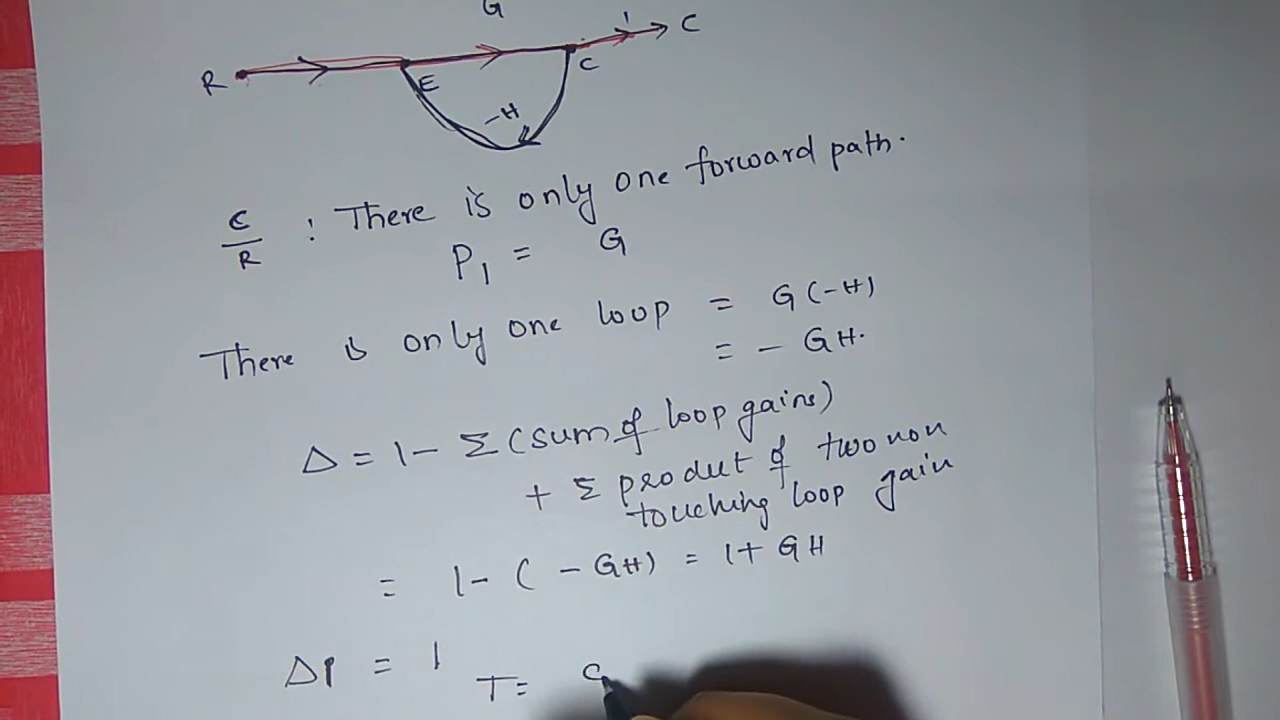 G
1
C
R
E
C
-H
C/R : There is only one forward path.
P1 = G
There is only one loop = G(-H)
= - GH.
Δ = 1 - Σ (sum of loop gains)
+ Σ product of two non
touching loop gain
= 1 - ( - GH) = 1 + GH
ΔP = 1
T =